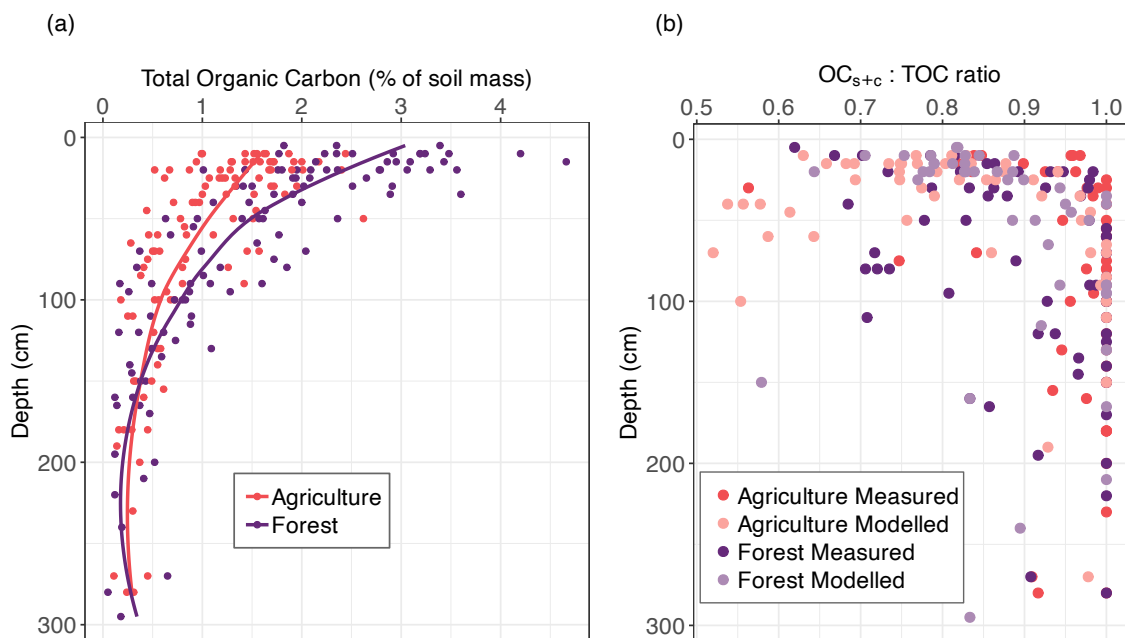 (a)
Total Organic Carbon (% of soil mass)
0 1 2 3 4
0
100
200
300
Depth (cm)
Agriculture
Forest
(b)
OCs+c : TOC ratio
0.5 0.6 0.7 0.8 0.9 1.0
0
100
200
300
Depth (cm)
Agriculture Measured
Agriculture Modelled
Forest Measured
Forest Modelled